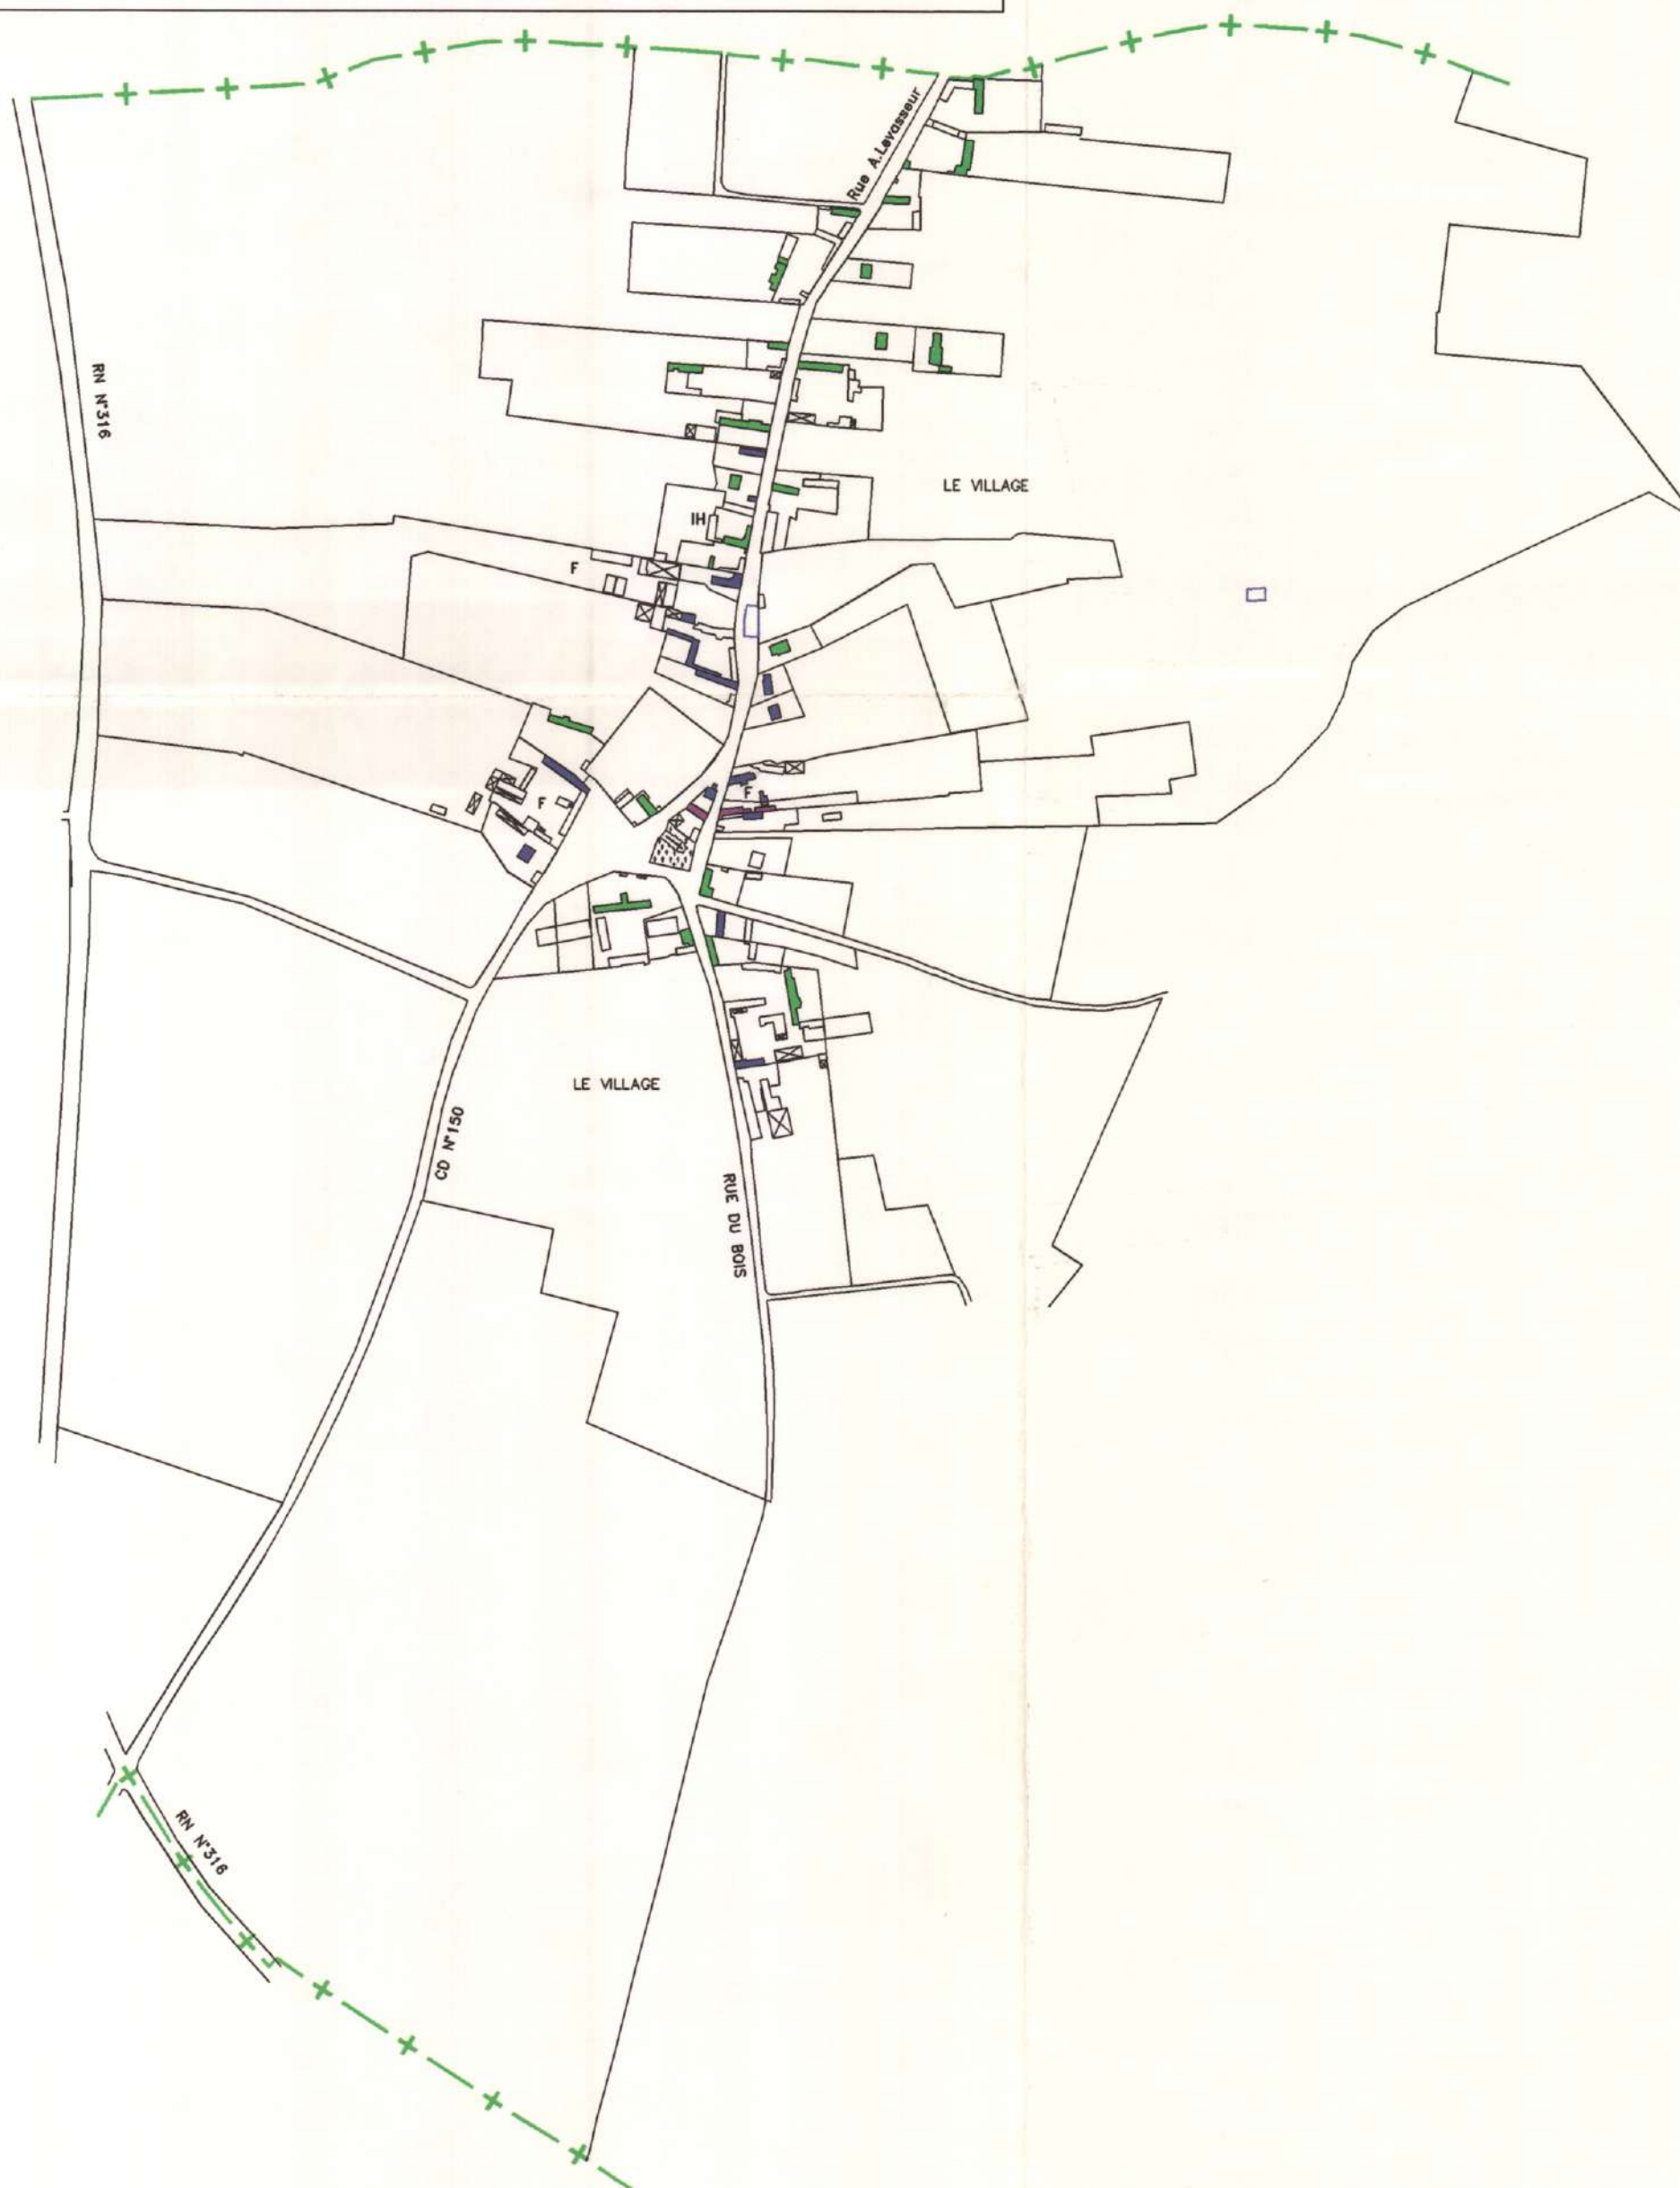 Rue A.Levasseur
RN N°316
LE VILLAGE
IH
F
F
F
LE VILLAGE
CD N°150
RUE DU BOIS
RN N°316